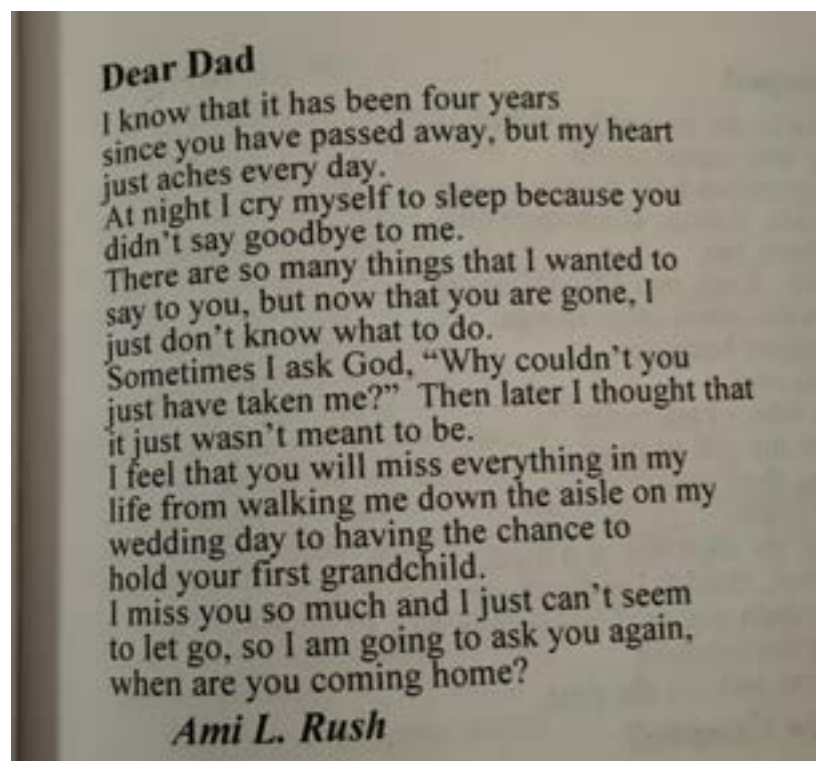 Dear Dad
I know that it has been four years
since you have passed away, but my heart
just aches every day.
At night I cry myself to sleep because you
didn't say goodbye to me.
There are so many things that I wanted to
say to you, but now that you are gone, I
just don't know what to do.
Sometimes I ask God, “Why couldn't you
just have taken me?” Then later I thought that
it just wasn't meant to be.
I feel that you will miss everything in my
life from walking me down the aisle on my
wedding day to having the chance to
hold your first grandchild.
I miss you so much and I just can't seem
to let go, so I am going to ask you again,
when are you coming home?
Ami L. Rush